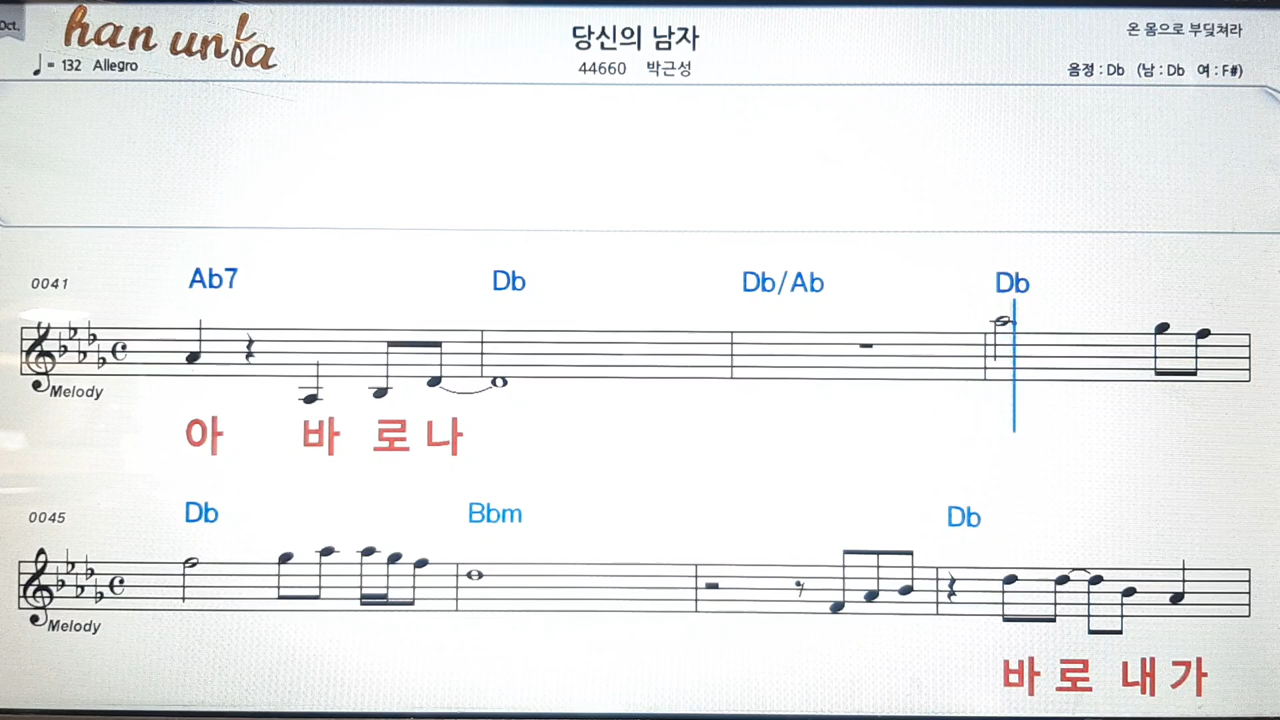 Oct.
han unfa
당신의 남자
온 몸으로 부딪쳐라
♩= 132 Allegro
44660 박근성
음정 : Db (남 : Db 여 : F#)
0041
Ab7 Db Db/Ab Db
Melody
아 바 로 나
0045
Db Bbm Db
Melody
바 로 내 가